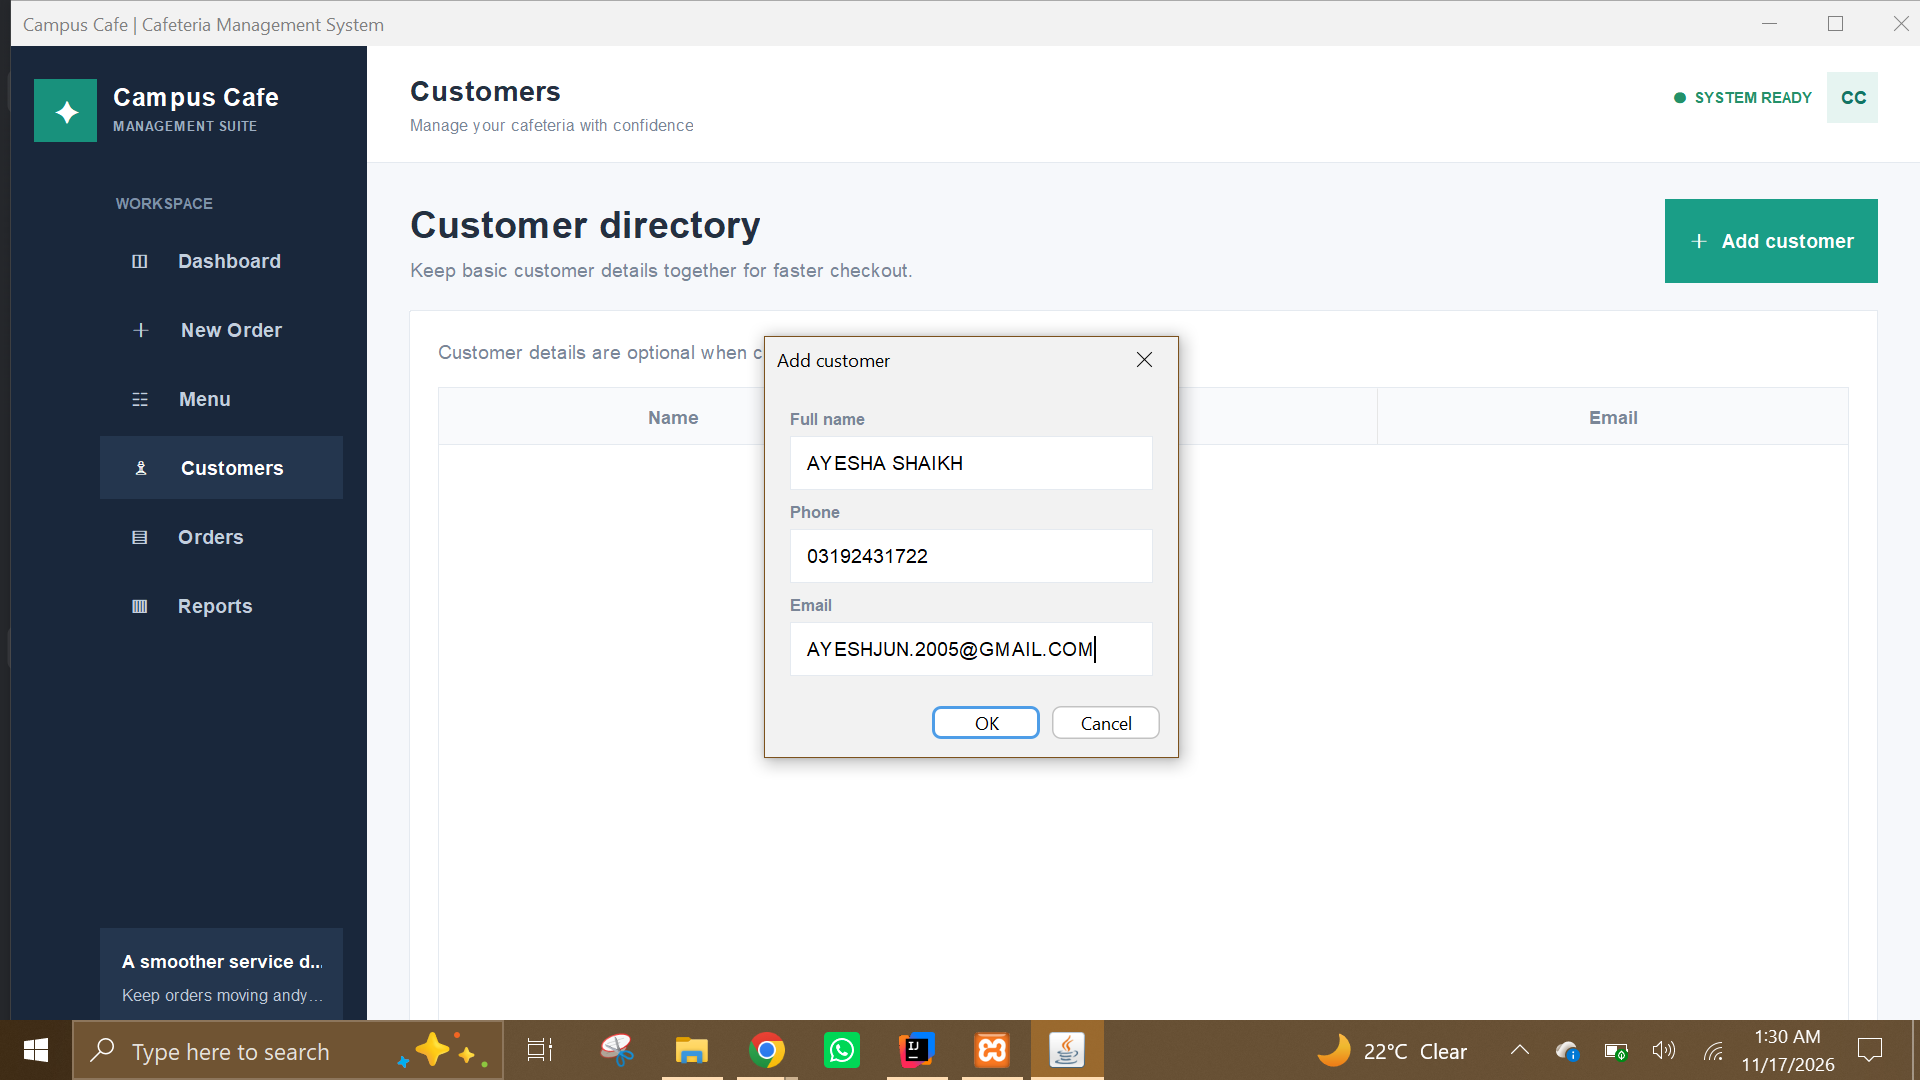 Campus Cafe | Cafeteria Management System
Campus Cafe
MANAGEMENT SUITE
WORKSPACE
Dashboard
New Order
Menu
Customers
Orders
Reports
A smoother service d...
Keep orders moving andy...
Customers
Manage your cafeteria with confidence
SYSTEM READY
CC
Customer directory
Keep basic customer details together for faster checkout.
+ Add customer
Customer details are optional when c
Name
Email
Add customer
Full name
AYESHA SHAIKH
Phone
03192431722
Email
AYESHJUN.2005@GMAIL.COM
OK
Cancel
Type here to search
22°C Clear
1:30 AM
11/17/2026